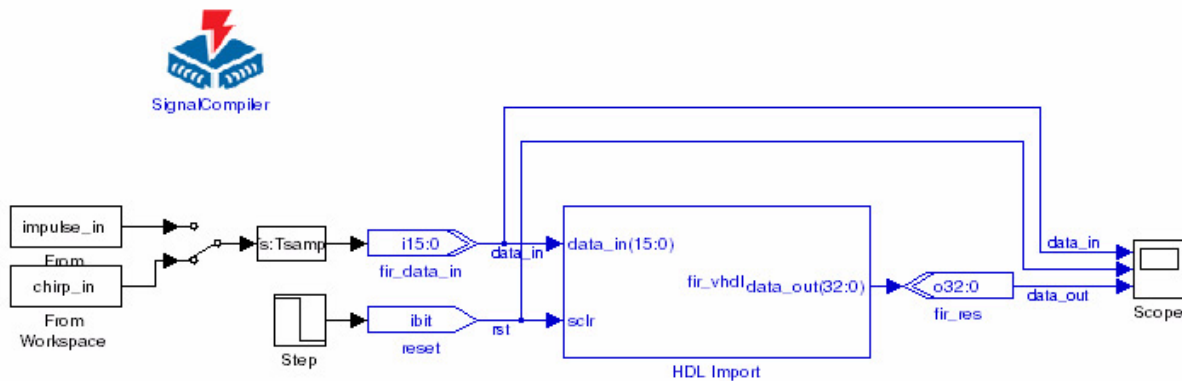 SignalCompiler
impulse_in
From
chirp_in
From
Workspace
s:Tsamp
i15:0
fir_data_in
data_in
Step
ibit
reset
rst
data_in(15:0)
fir_vhdl
data_out(32:0)
sclr
HDL Import
o32:0
fir_res
data_in
data_out
Scope